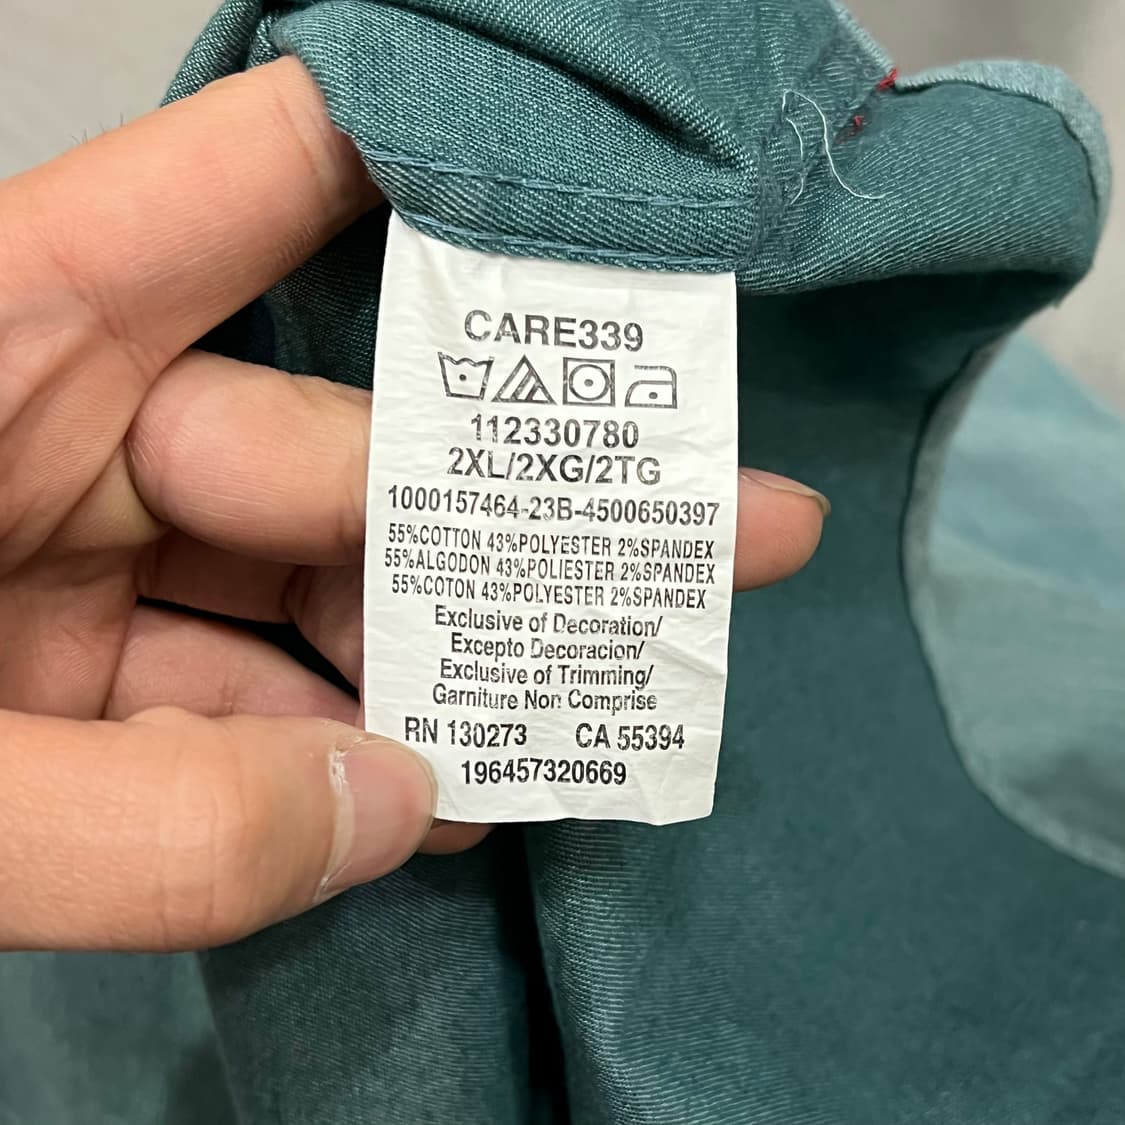 CARE339
112330780
2XL/2XG/2TG
1000157464-23B-4500650397
55%COTTON 43%POLYESTER 2%SPANDEX
55%ALGODON 43%POLIESTER 2%SPANDEX
55%COTON 43%POLYESTER 2%SPANDEX
Exclusive of Decoration/
Excepto Decoracion/
Exclusive of Trimming/
Garniture Non Comprise
RN 130273 CA 55394
196457320669